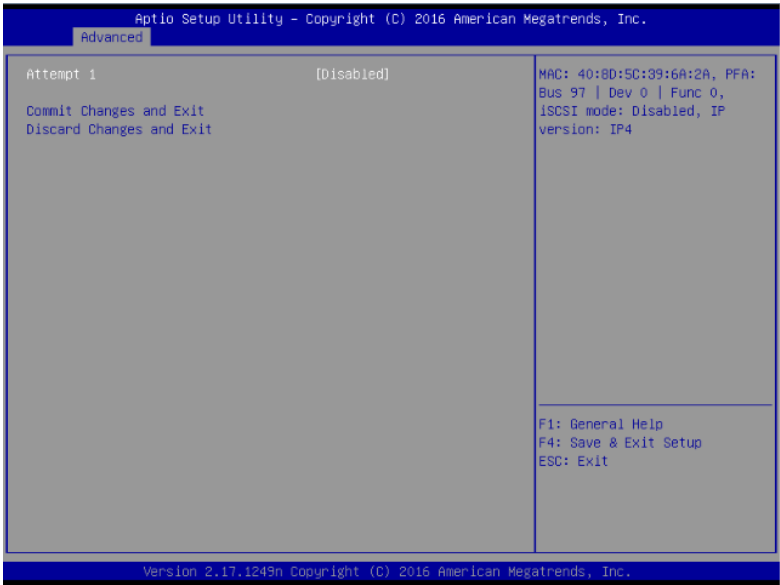 Aptio Setup Utility – Copyright (C) 2016 American Megatrends, Inc.
Advanced
Attempt 1 [Disabled]
Commit Changes and Exit
Discard Changes and Exit
MAC: 40:8D:5C:39:6A:2A, PFA:
Bus 97 | Dev 0 | Func 0,
iSCSI mode: Disabled, IP
version: IP4
F1: General Help
F4: Save & Exit Setup
ESC: Exit
Version 2.17.1249n Copyright (C) 2016 American Megatrends, Inc.